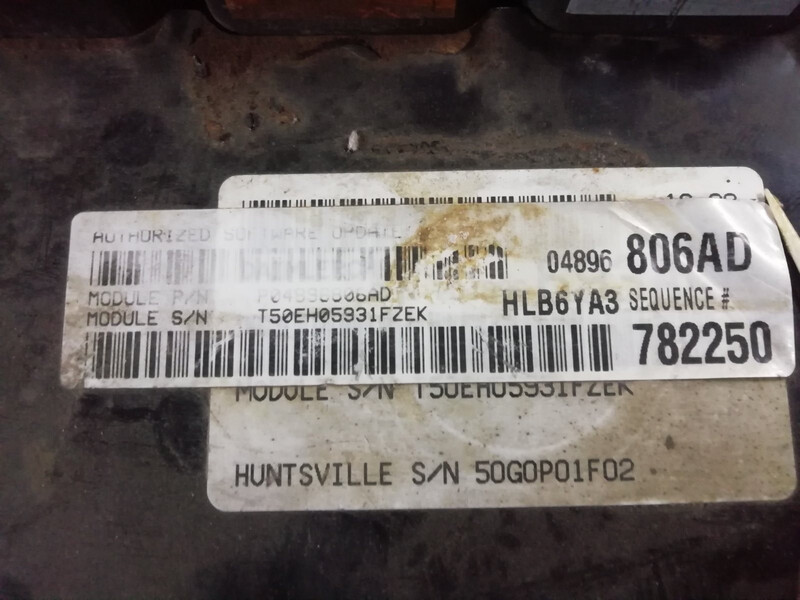 AUTHORIZED SOFTWARE UPDATE
04896 806AD
MODULE P/N P04896806AD
HLB6YA3 SEQUENCE #
MODULE S/N T50EH05931FZEK
782250
MODULE S/N T50EH05931FZEK
HUNTSVILLE S/N 50G0P01F02